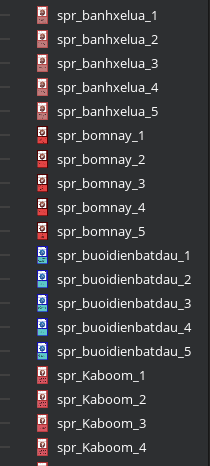 spr_banhxelua_1
spr_banhxelua_2
spr_banhxelua_3
spr_banhxelua_4
spr_banhxelua_5
spr_bomnay_1
spr_bomnay_2
spr_bomnay_3
spr_bomnay_4
spr_bomnay_5
spr_buoidienbatdau_1
spr_buoidienbatdau_2
spr_buoidienbatdau_3
spr_buoidienbatdau_4
spr_buoidienbatdau_5
spr_Kaboom_1
spr_Kaboom_2
spr_Kaboom_3
spr_Kaboom_4